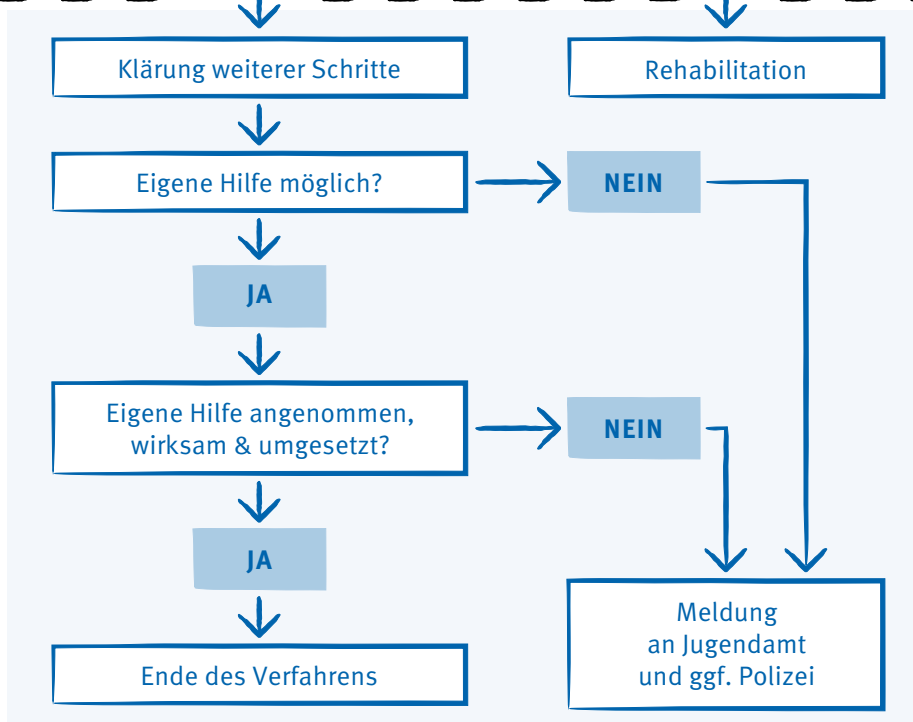 Klärung weiterer Schritte
Rehabilitation
Eigene Hilfe möglich?
NEIN
JA
Eigene Hilfe angenommen,
wirksam & umgesetzt?
NEIN
JA
Ende des Verfahrens
Meldung
an Jugendamt
und ggf. Polizei